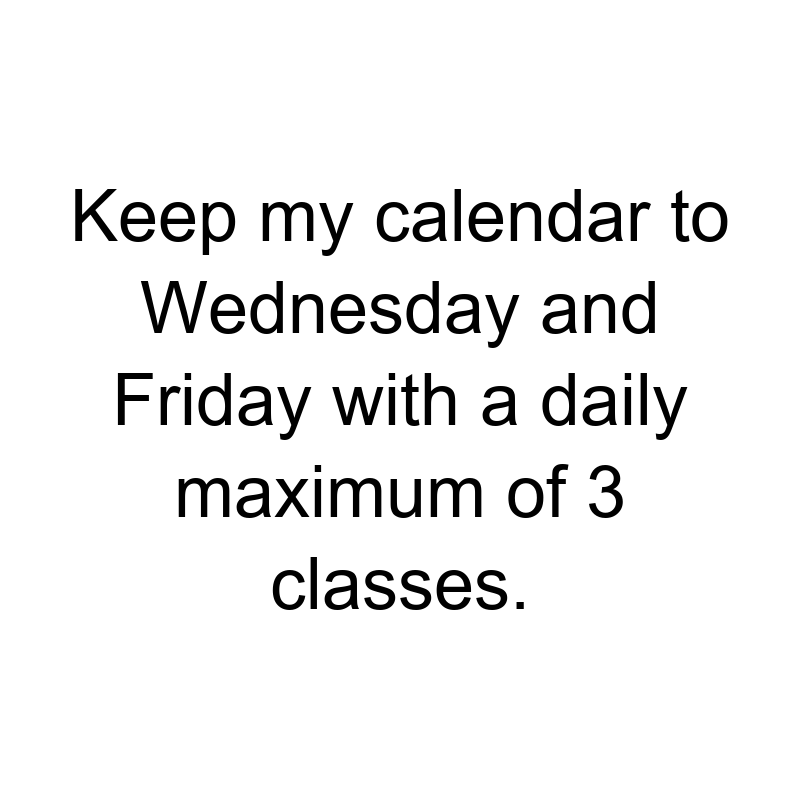 Keep my calendar to
Wednesday and
Friday with a daily
maximum of 3
classes.